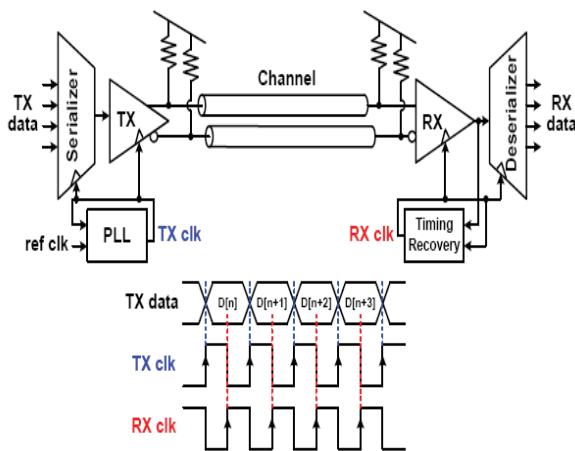 Channel
Serializer
TX
data
TX
RX
Deserializer
RX
data
ref clk
PLL
TX clk
RX clk
Timing
Recovery
TX data
D[n]
D[n+1]
D[n+2]
D[n+3]
TX clk
RX clk